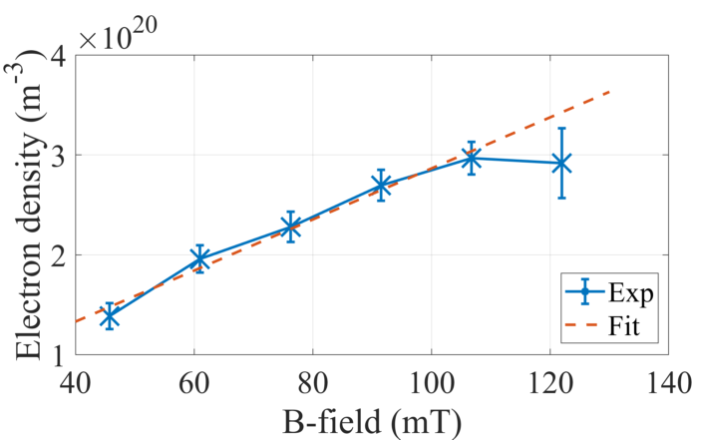 ×10^20
4
3
2
1
Electron density (m^-3)
40 60 80 100 120 140
B-field (mT)
Exp
Fit